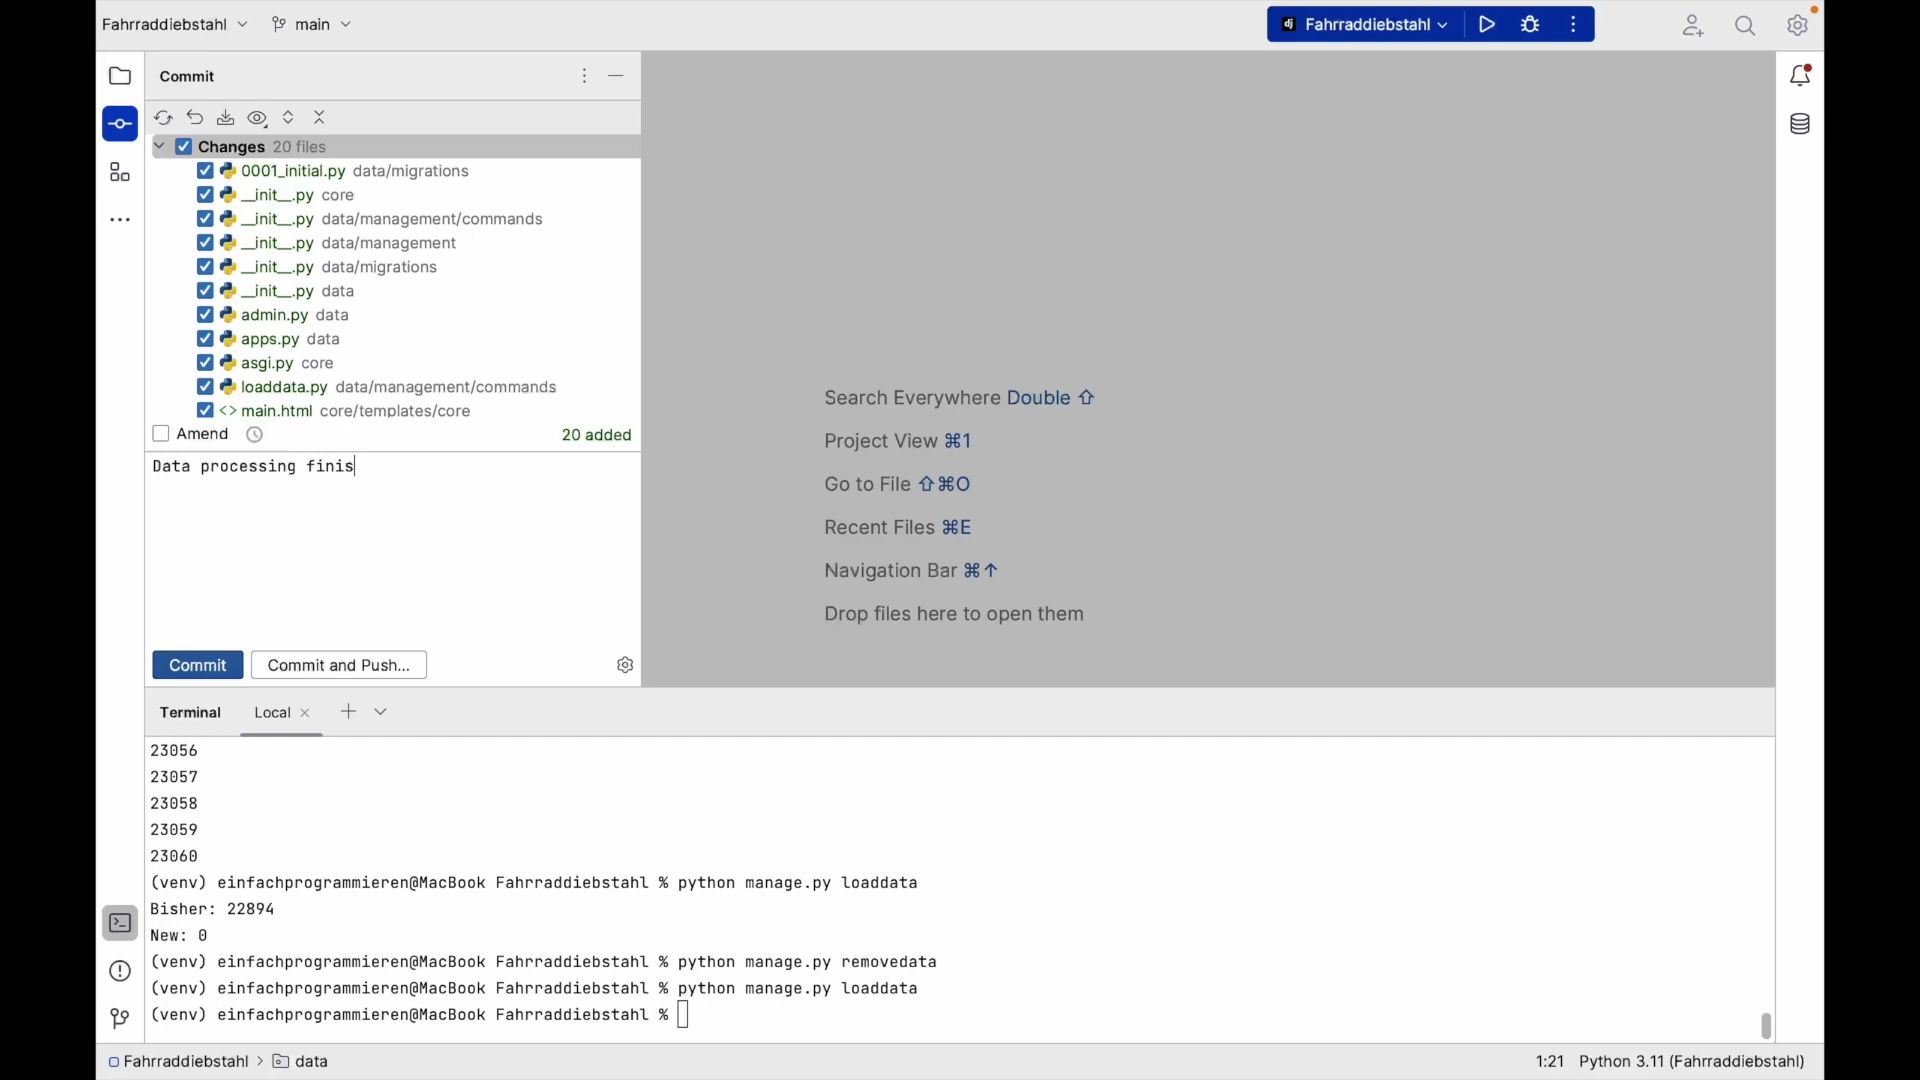 Fahrraddiebstahl
main
dj Fahrraddiebstahl
Commit
Changes 20 files
0001_initial.py data/migrations
__init__.py core
__init__.py data/management/commands
__init__.py data/management
__init__.py data/migrations
__init__.py data
admin.py data
apps.py data
asgi.py core
loaddata.py data/management/commands
<> main.html core/templates/core
Amend
20 added
Data processing finis
Commit
Commit and Push...
Search Everywhere Double ⇧
Project View ⌘1
Go to File ⇧⌘O
Recent Files ⌘E
Navigation Bar ⌘↑
Drop files here to open them
Terminal
Local
23056
23057
23058
23059
23060
(venv) einfachprogrammieren@MacBook Fahrraddiebstahl % python manage.py loaddata
Bisher: 22894
New: 0
(venv) einfachprogrammieren@MacBook Fahrraddiebstahl % python manage.py removedata
(venv) einfachprogrammieren@MacBook Fahrraddiebstahl % python manage.py loaddata
(venv) einfachprogrammieren@MacBook Fahrraddiebstahl %
Fahrraddiebstahl > data
1:21 Python 3.11 (Fahrraddiebstahl)